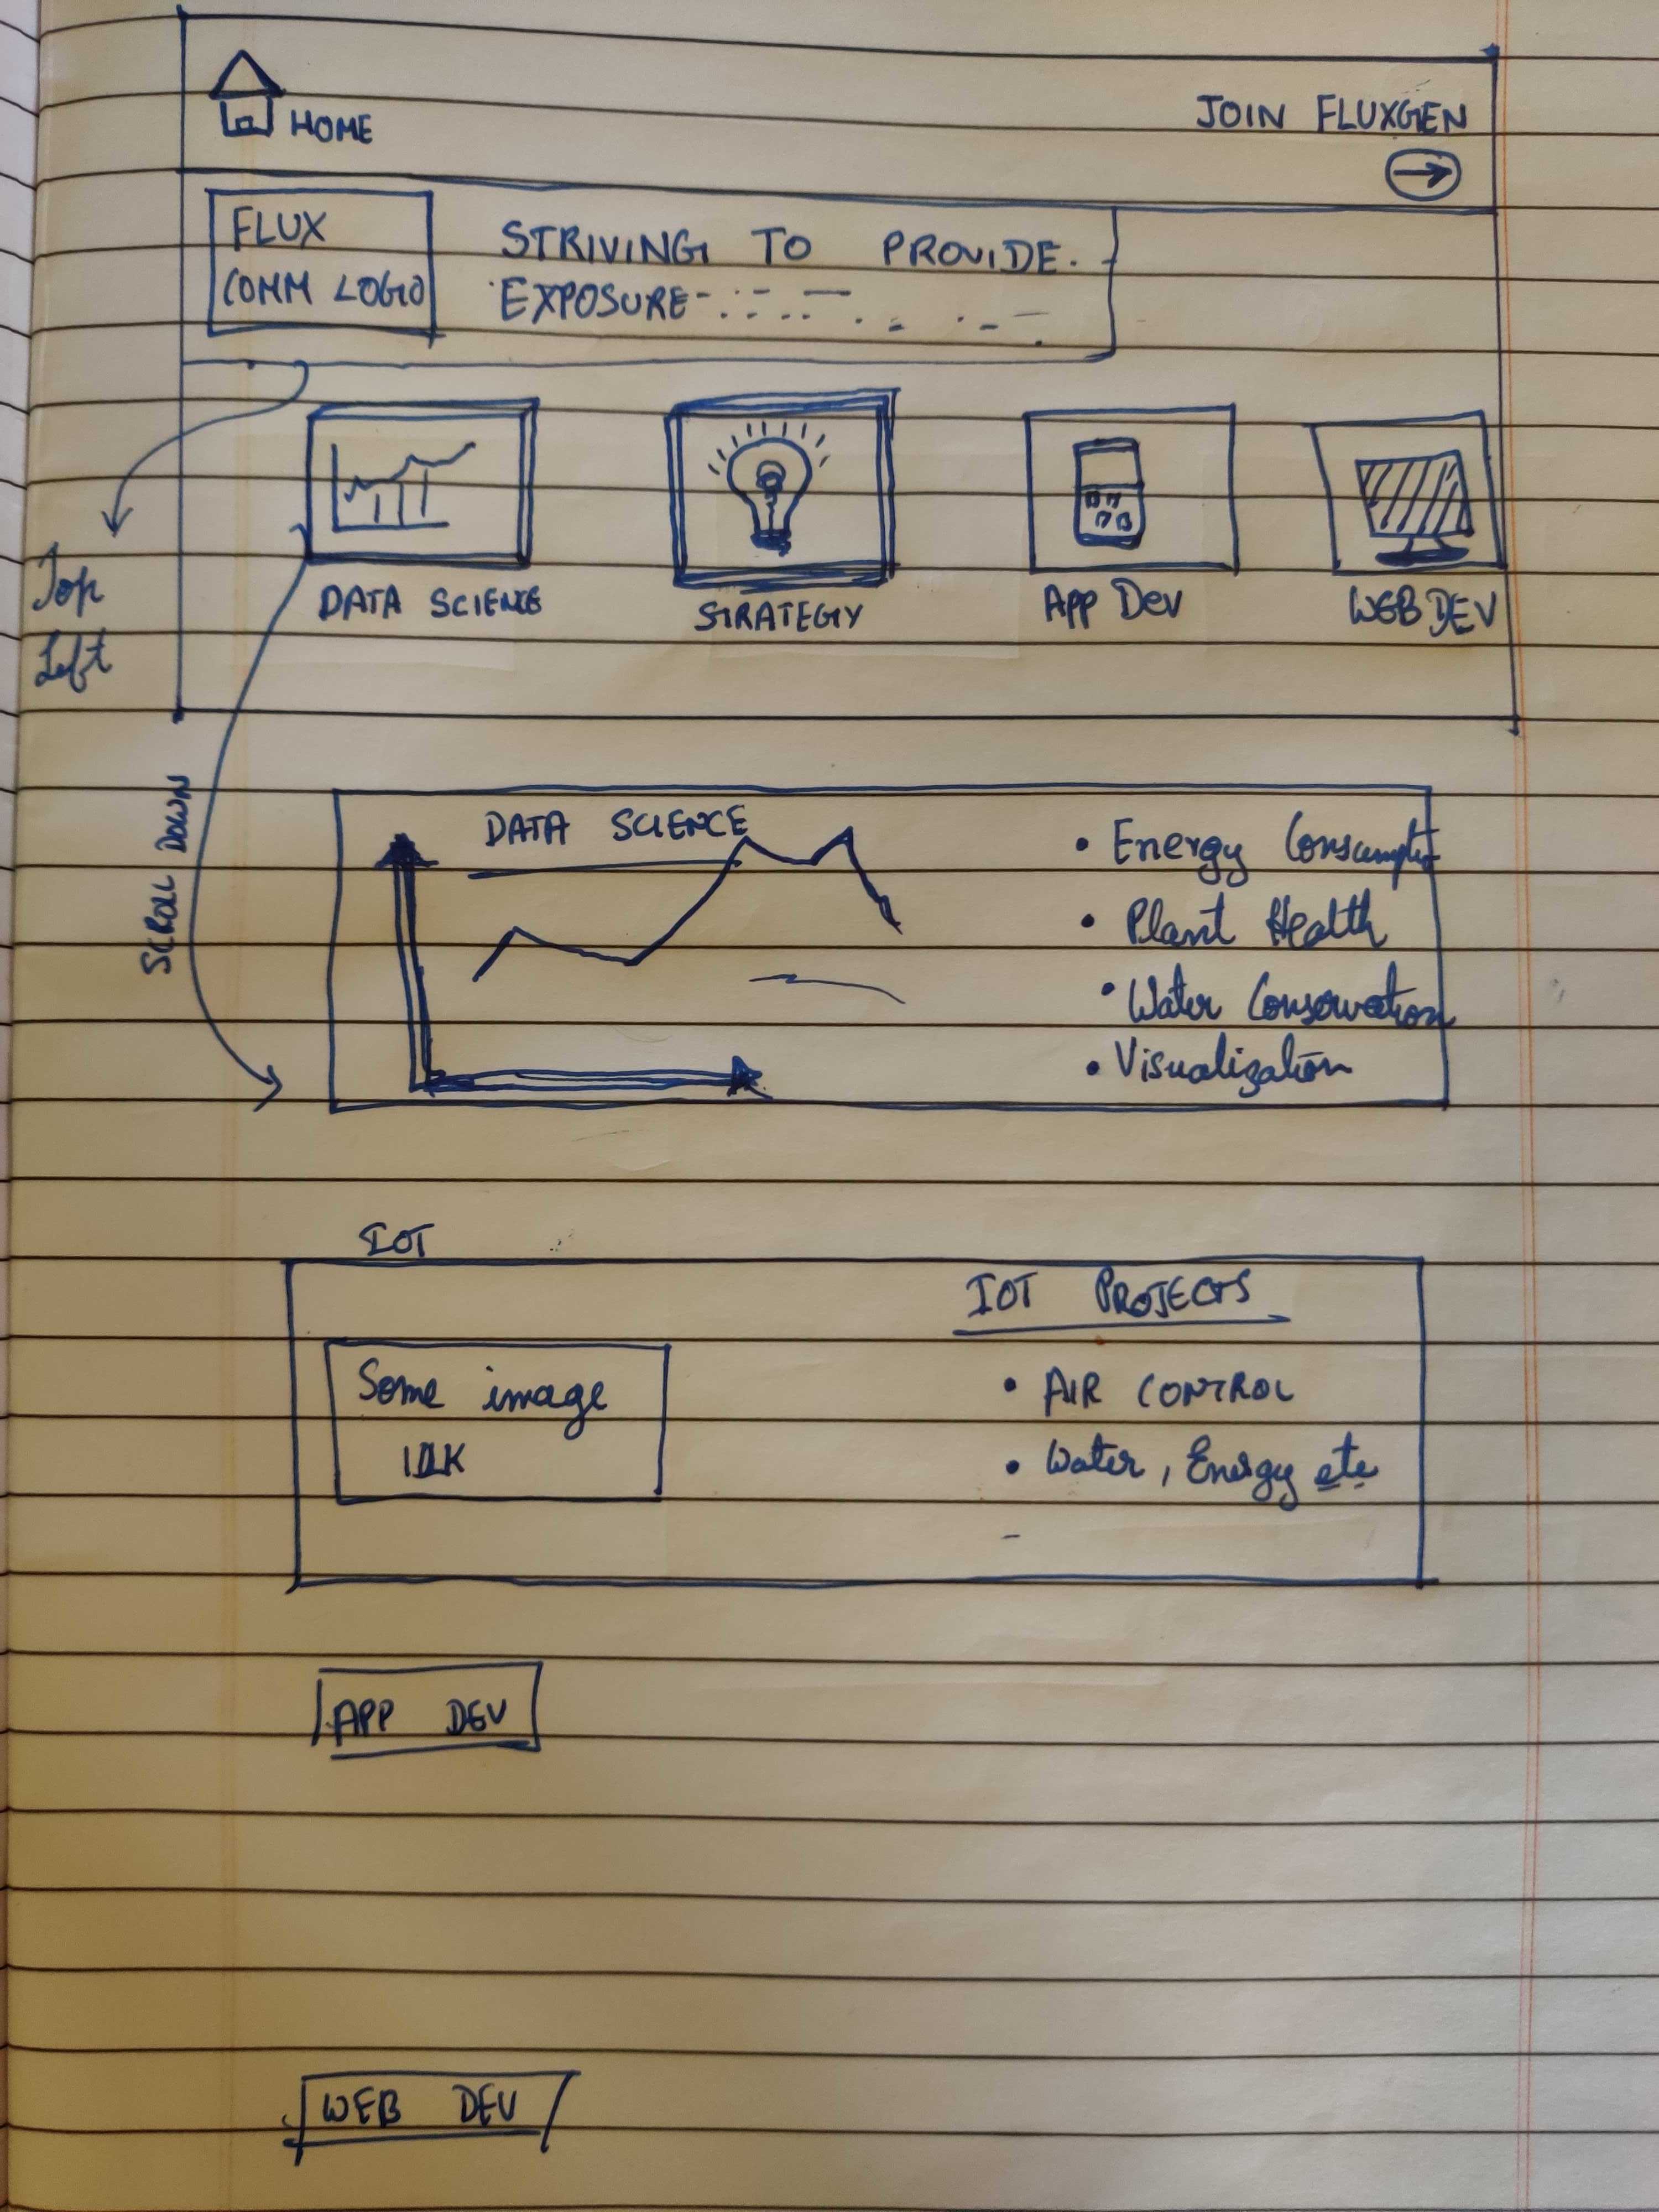 HOME
JOIN FLUXGEN
FLUX
COMM LOGO
STRIVING TO PROVIDE.
EXPOSURE
DATA SCIENCE
STRATEGY
APP DEV
WEB DEV
Top
Left
SCROLL DOWN
DATA SCIENCE
• Energy Consumpt
• Plant Health
• Water Conservation
• Visualization
IOT
IOT PROJECTS
Some image
IDK
• AIR CONTROL
• Water, Energy etc
-
APP DEV
WEB DEV